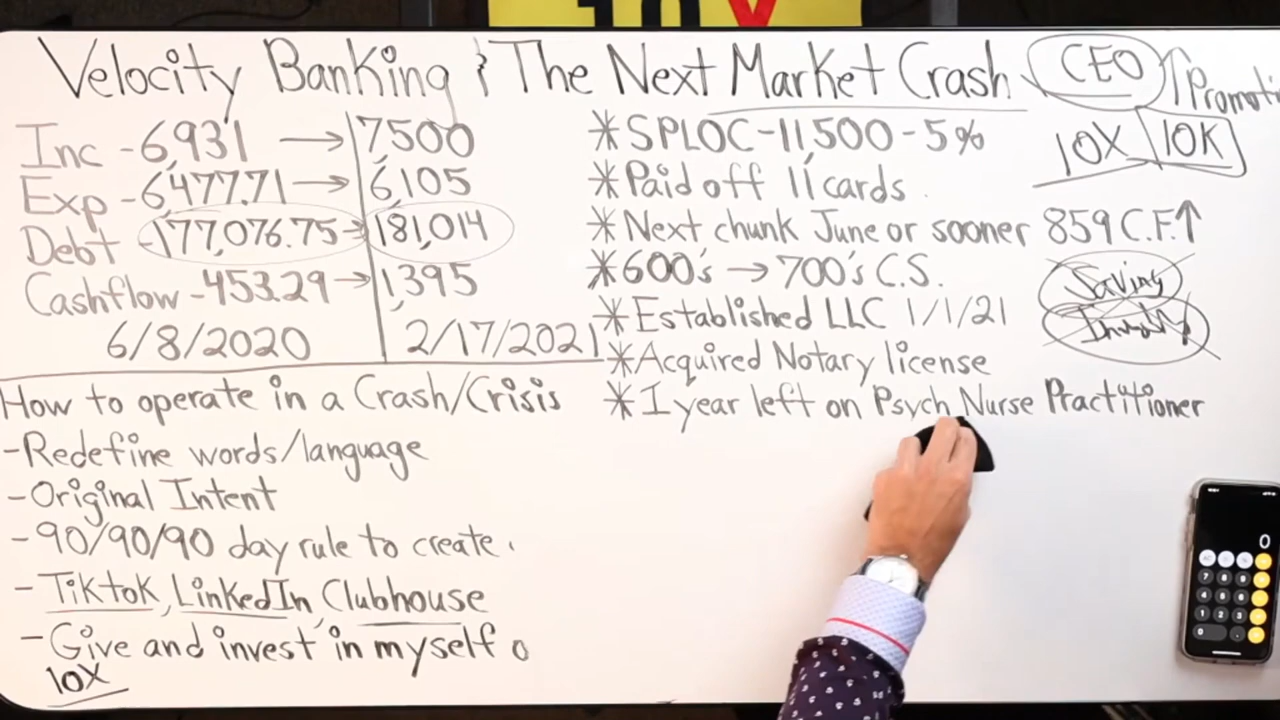 10X
Velocity Banking & The Next Market Crash CEO ↑Promoti
Inc -6,931 → 7500
Exp -6,477.71 → 6,105
Debt -177,076.75 → 181,014
Cashflow -453.29 → 1,395
6/8/2020 2/17/2021
How to operate in a Crash/Crisis
-Redefine words/language
-Original Intent
-90/90/90 day rule to create
-Tiktok, LinkedIn, Clubhouse
-Give and invest in myself
10X
*SPLOC-11,500-5%
*Paid off 11 cards
*Next chunk June or sooner 859 C.F.↑
*600's → 700's C.S.
*Established LLC 1/1/21
*Acquired Notary license
*1 year left on Psych Nurse Practitioner
10X 10K
Saving
0